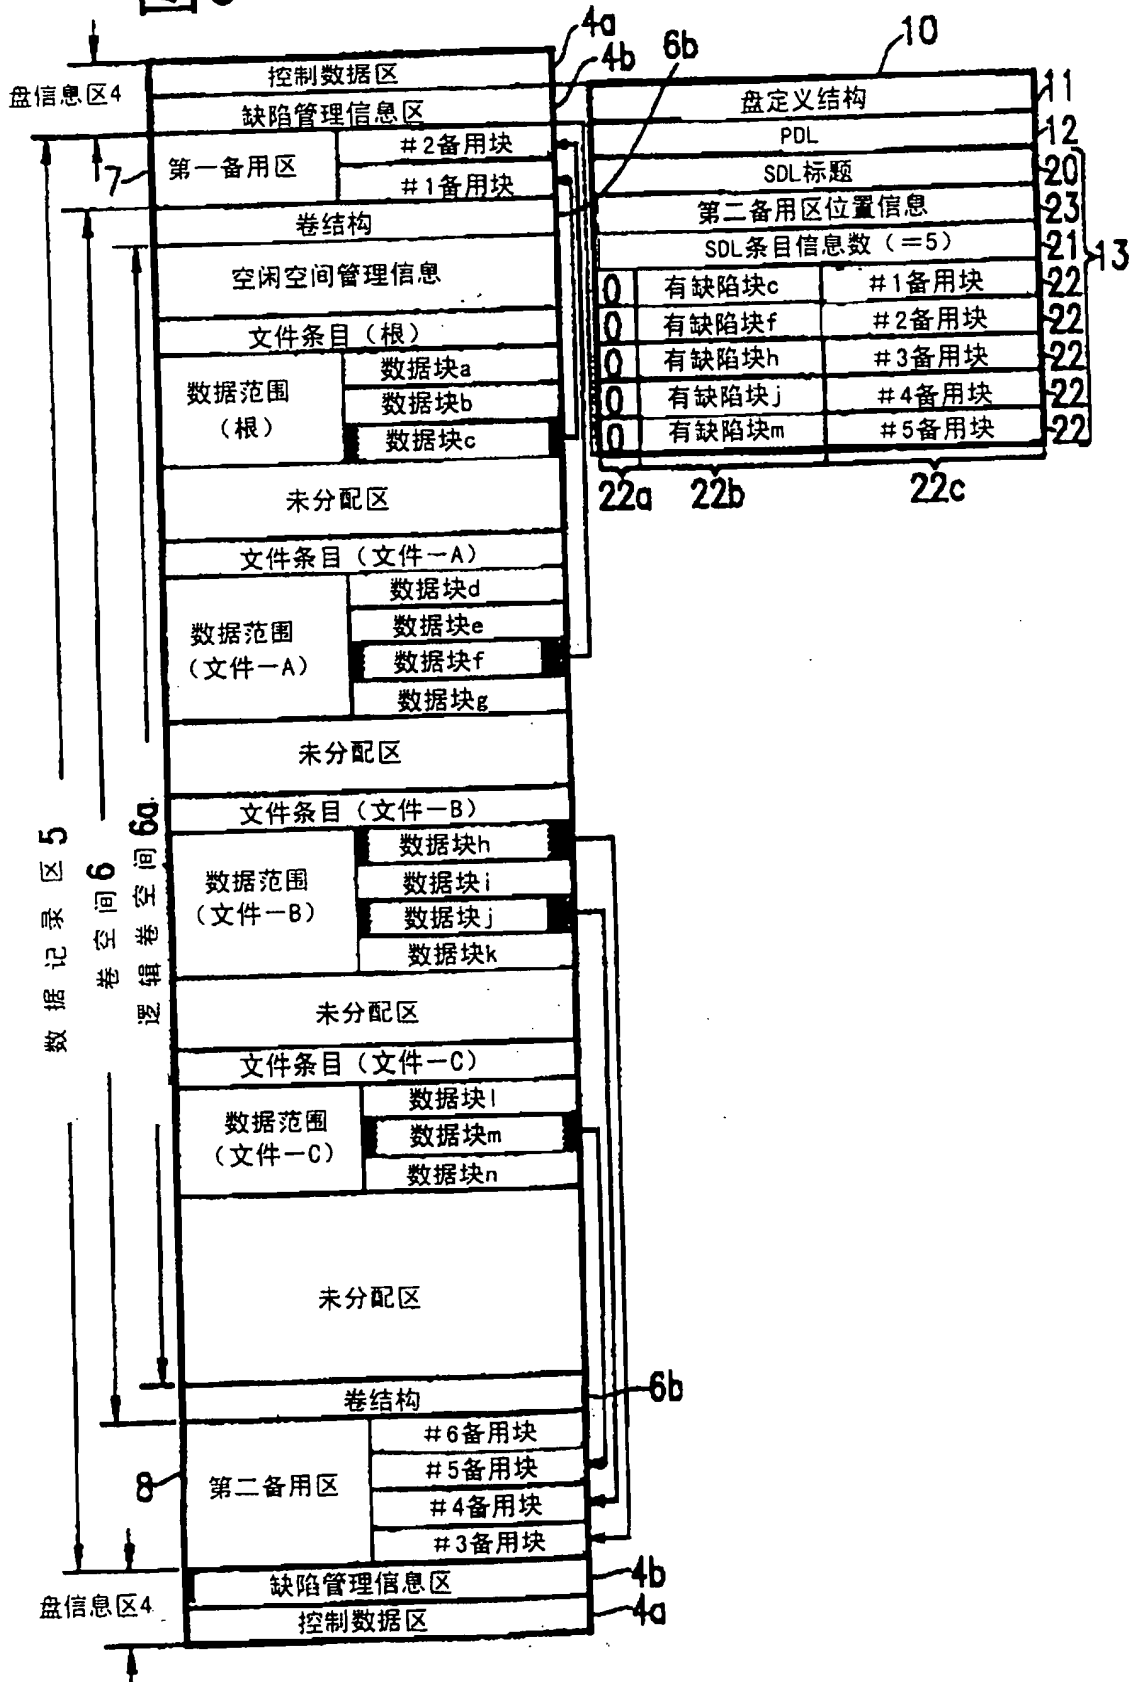 4a
控制数据区
盘信息区4
4b
6b
缺陷管理信息区
7
第一备用区
#2备用块
#1备用块
卷结构
空闲空间管理信息
文件条目（根）
数据范围
（根）
数据块a
数据块b
数据块c
未分配区
文件条目（文件一A）
数据范围
（文件一A）
数据块d
数据块e
数据块f
数据块g
未分配区
文件条目（文件一B）
数据范围
（文件一B）
数据块h
数据块i
数据块j
数据块k
未分配区
文件条目（文件一C）
数据范围
（文件一C）
数据块l
数据块m
数据块n
未分配区
卷结构
6b
8
第二备用区
#6备用块
#5备用块
#4备用块
#3备用块
缺陷管理信息区
4b
盘信息区4
控制数据区
4a
数据记录区5
卷空间6
逻辑卷空间6a
10
盘定义结构
11
PDL
12
SDL标题
20
第二备用区位置信息
23
SDL条目信息数（=5）
21
13
0 有缺陷块c #1备用块 22
0 有缺陷块f #2备用块 22
0 有缺陷块h #3备用块 22
0 有缺陷块j #4备用块 22
0 有缺陷块m #5备用块 22
22a 22b 22c